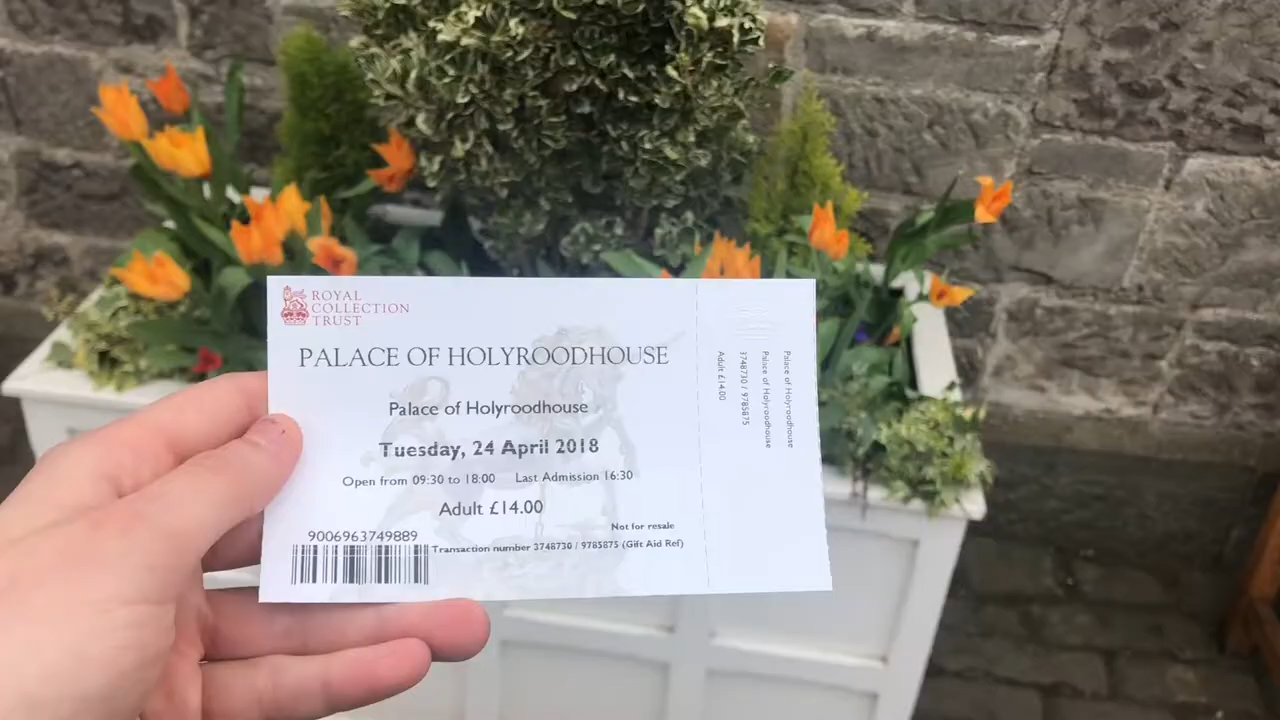 ROYAL
COLLECTION
TRUST
PALACE OF HOLYROODHOUSE
Palace of Holyroodhouse
Tuesday, 24 April 2018
Open from 09:30 to 18:00 Last Admission 16:30
Adult £14.00
Not for resale
9006963749889
Transaction number 3748730 / 9785875 (Gift Aid Ref)
Palace of Holyroodhouse
Palace of Holyroodhouse
3748730 / 9785875
Adult £14.00